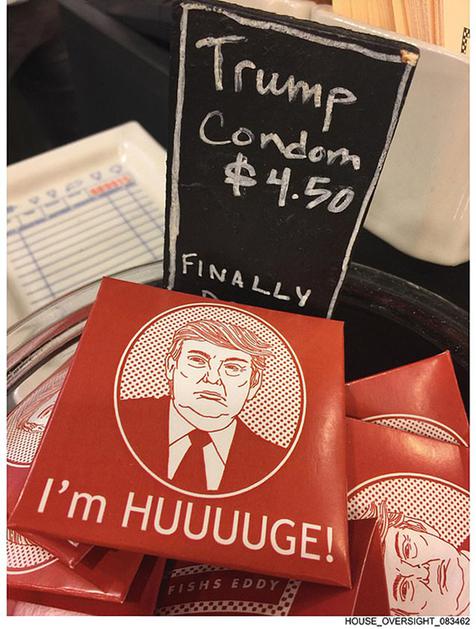 Trump
Condom
$4.50
FINALLY
I'm HUUUUGE!
FISHS EDDY
HOUSE_OVERSIGHT_083462